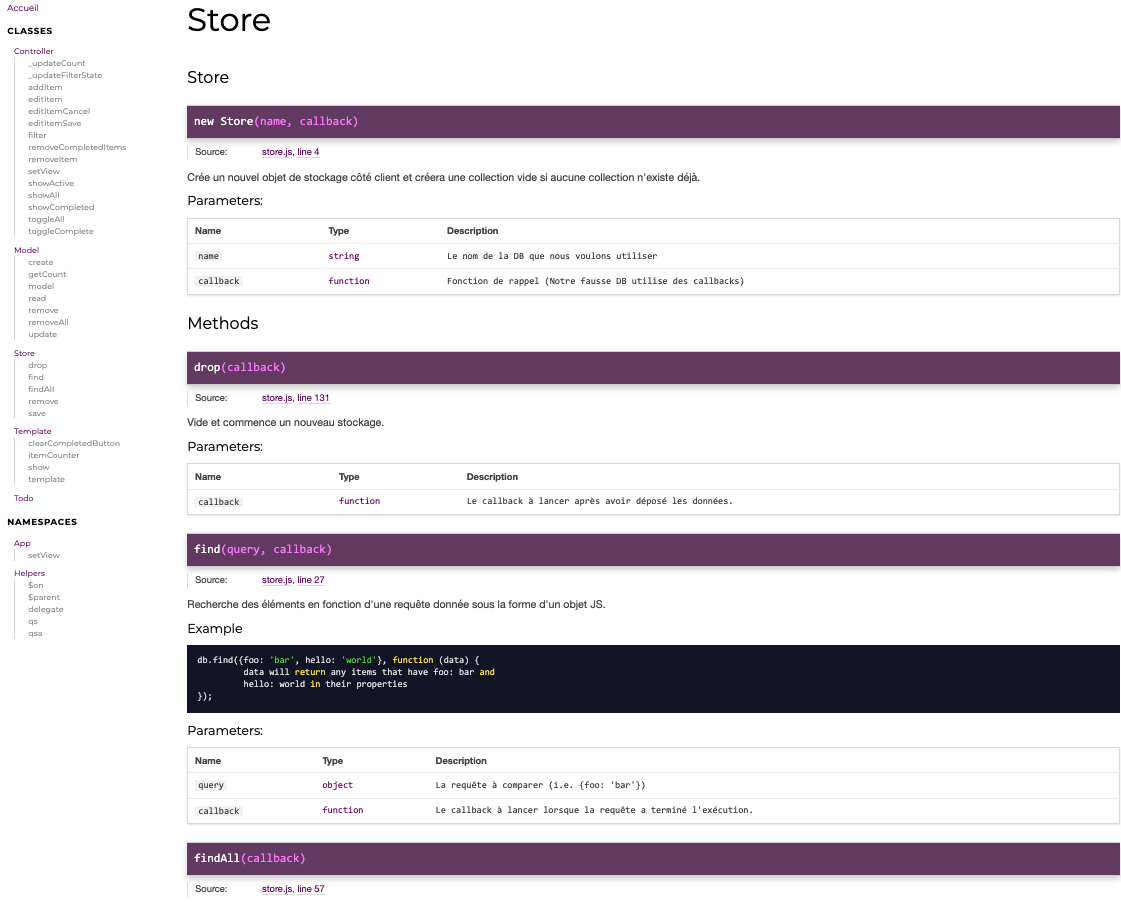 Accueil
CLASSES
Controller
_updateCount
_updateFilterState
addItem
editItem
editItemCancel
editItemSave
filter
removeCompletedItems
removeItem
setView
showActive
showAll
showCompleted
toggleAll
toggleComplete
Model
create
getCount
model
read
remove
removeAll
update
Store
drop
find
findAll
remove
save
Template
clearCompletedButton
itemCounter
show
template
Todo
NAMESPACES
App
setView
Helpers
$on
$parent
delegate
qs
qsa
Store
Store
new Store(name, callback)
Source: store.js, line 4
Crée un nouvel objet de stockage côté client et créera une collection vide si aucune collection n'existe déjà.
Parameters:
Name Type Description
name string Le nom de la DB que nous voulons utiliser
callback function Fonction de rappel (Notre fausse DB utilise des callbacks)
Methods
drop(callback)
Source: store.js, line 131
Vide et commence un nouveau stockage.
Parameters:
Name Type Description
callback function Le callback à lancer après avoir déposé les données.
find(query, callback)
Source: store.js, line 27
Recherche des éléments en fonction d'une requête donnée sous la forme d'un objet JS.
Example
db.find({foo: 'bar', hello: 'world'}, function (data) {
data will return any items that have foo: bar and
hello: world in their properties
});
Parameters:
Name Type Description
query object La requête à comparer (i.e. {foo: 'bar'})
callback function Le callback à lancer lorsque la requête a terminé l'exécution.
findAll(callback)
Source: store.js, line 57